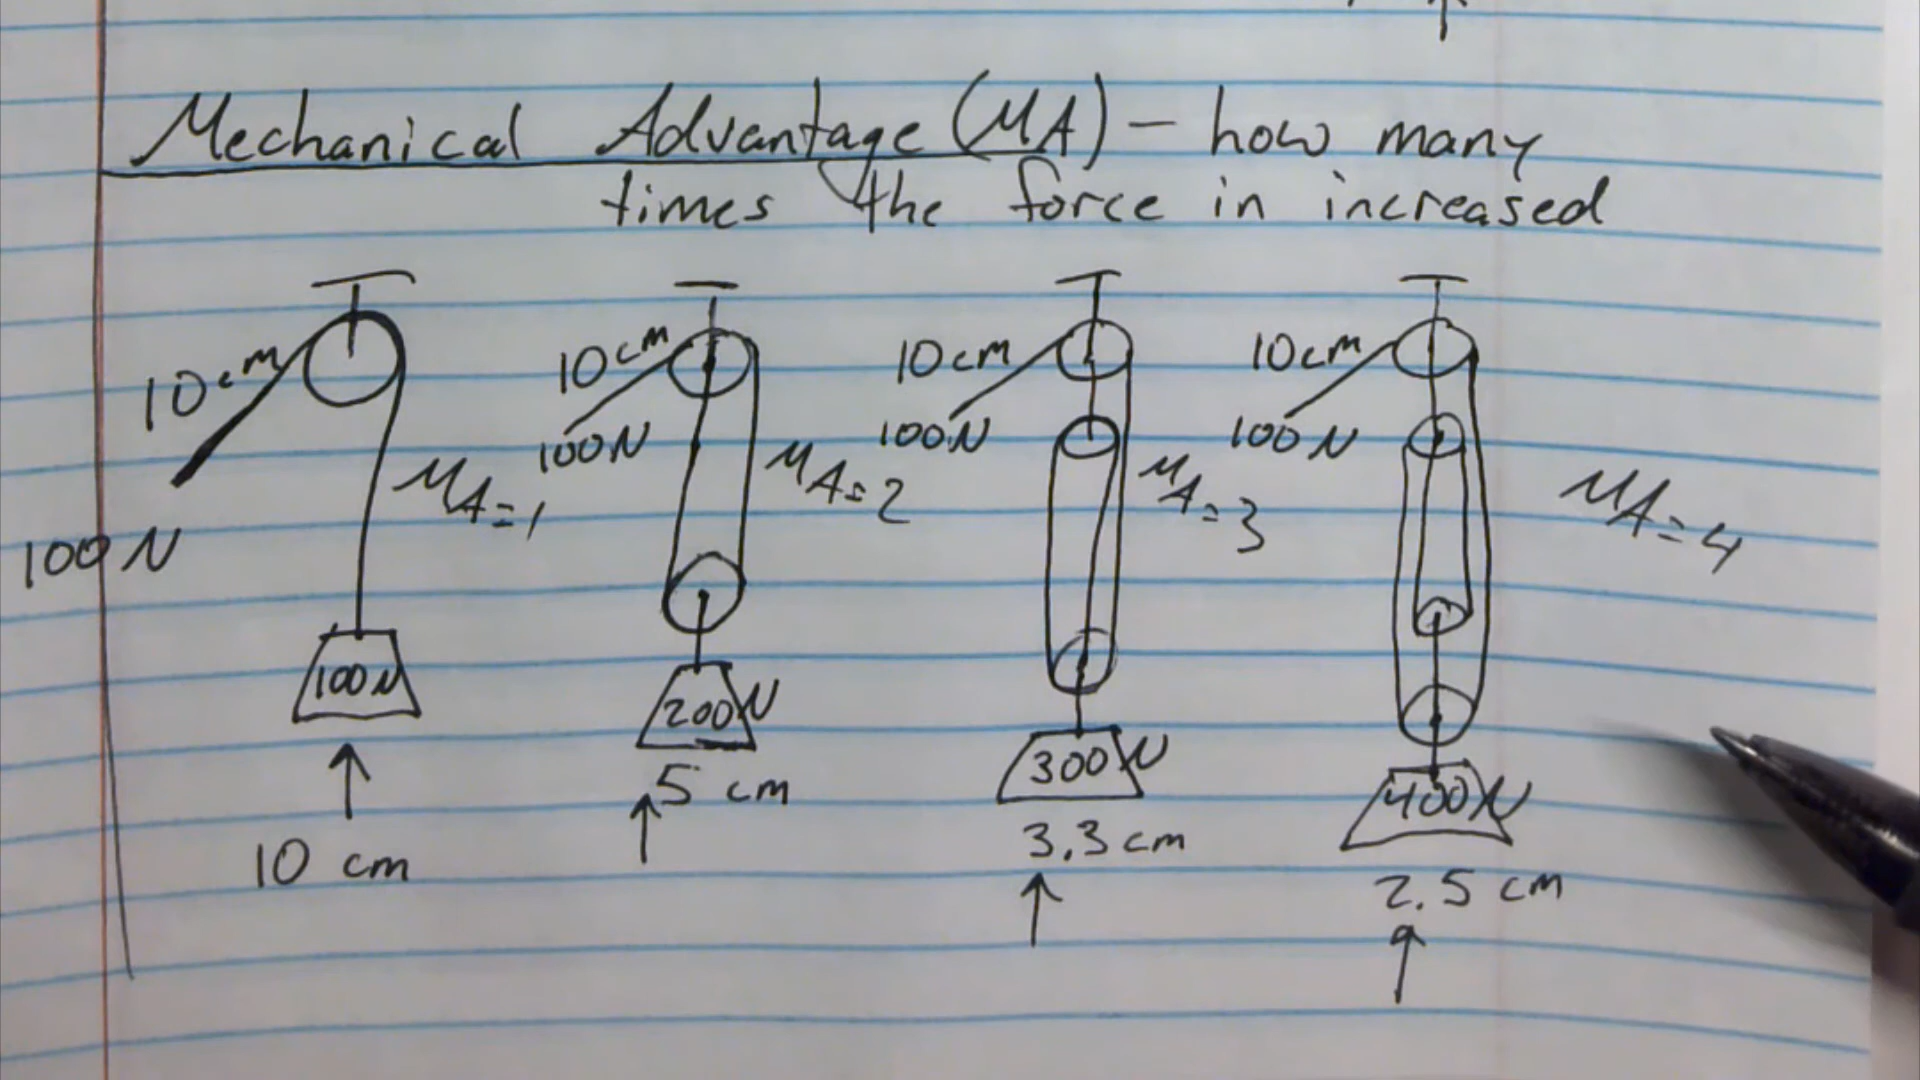 Mechanical Advantage (MA) – how many
times the force in increased
10cm
100N
MA=1
100N
10 cm
10cm
100N
MA=2
200N
5 cm
10cm
100N
MA=3
300N
3.3cm
10cm
100N
MA=4
400N
2.5 cm